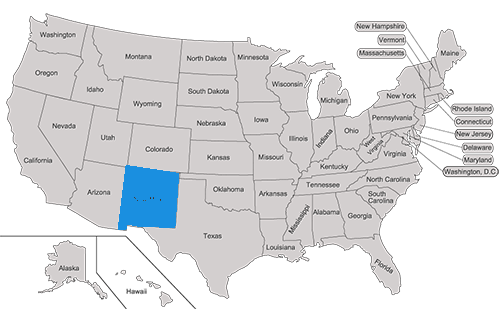 New Hampshire
Vermont
Massachusetts
Washington
Montana
North Dakota
Minnesota
Maine
Oregon
Idaho
South Dakota
Wisconsin
Michigan
New York
Wyoming
Rhode Island
Nebraska
Iowa
Pennsylvania
Connecticut
Nevada
Utah
Colorado
Illinois
Indiana
Ohio
New Jersey
California
Kansas
Missouri
West
Virginia
Virginia
Delaware
Kentucky
Maryland
Washington, D.C
Arizona
Oklahoma
Arkansas
Tennessee
North Carolina
South
Carolina
Texas
Mississippi
Alabama
Georgia
Louisiana
Florida
Alaska
Hawaii